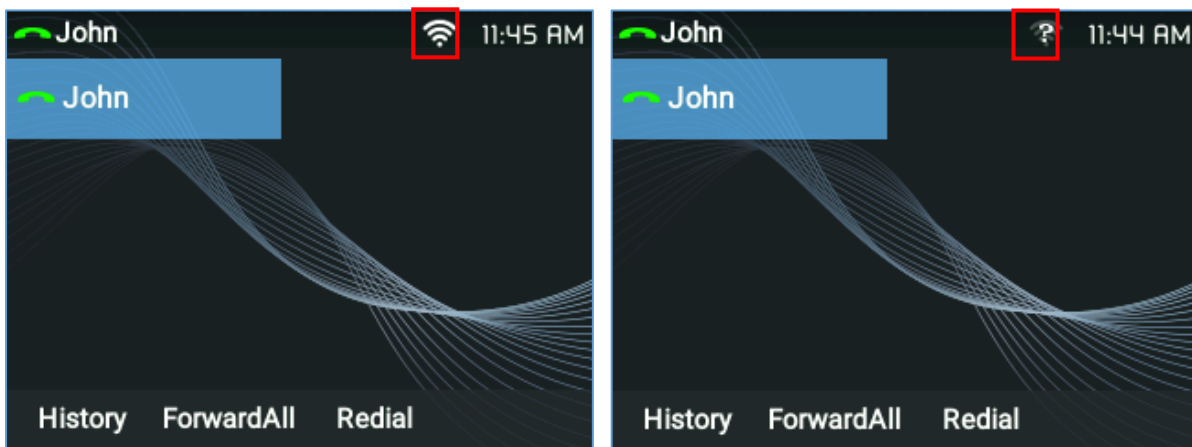 John 11:45 AM
John
History ForwardAll Redial
John ? 11:44 AM
John
History ForwardAll Redial